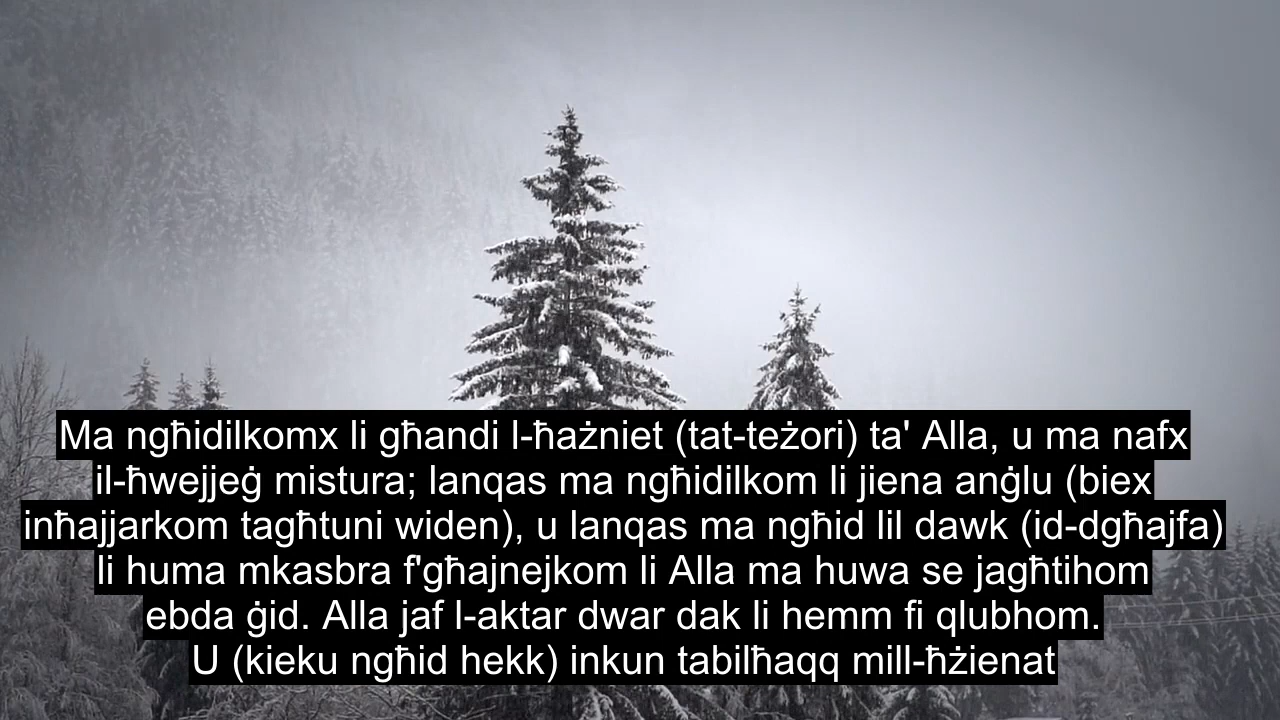 Ma ngħidilkomx li għandi l-ħażniet (tat-teżori) ta' Alla, u ma nafx
il-ħwejjeġ mistura; lanqas ma ngħidilkom li jiena anġlu (biex
inħajjarkom tagħtuni widen), u lanqas ma ngħid lil dawk (id-dgħajfa)
li huma mkasbra f'għajnejkom li Alla ma huwa se jagħtihom
ebda ġid. Alla jaf l-aktar dwar dak li hemm fi qlubhom.
U (kieku ngħid hekk) inkun tabilħaqq mill-ħżienat